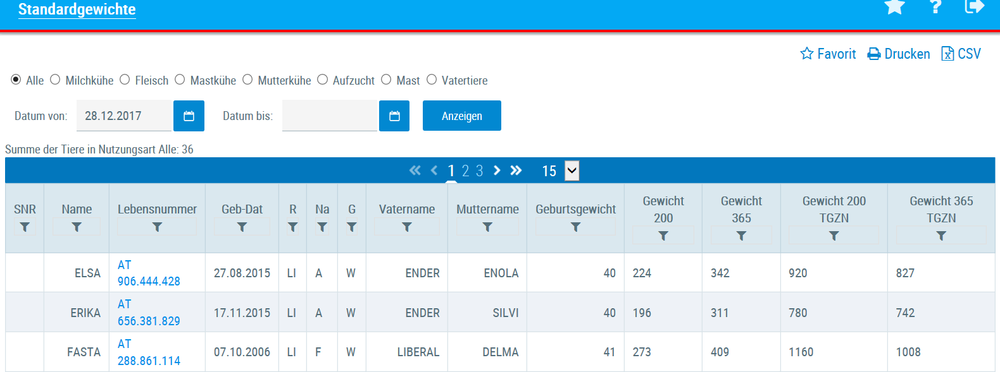 Standardgewichte
?
Favorit Drucken CSV
Alle Milchkühe Fleisch Mastkühe Mutterkühe Aufzucht Mast Vatertiere
Datum von: 28.12.2017 Datum bis: Anzeigen
Summe der Tiere in Nutzungsart Alle: 36
« ‹ 1 2 3 › » 15
SNR Name Lebensnummer Geb-Dat R Na G Vatername Muttername Geburtsgewicht Gewicht 200 Gewicht 365 Gewicht 200 TGZN Gewicht 365 TGZN
ELSA AT 906.444.428 27.08.2015 LI A W ENDER ENOLA 40 224 342 920 827
ERIKA AT 656.381.829 17.11.2015 LI A W ENDER SILVI 40 196 311 780 742
FASTA AT 288.861.114 07.10.2006 LI F W LIBERAL DELMA 41 273 409 1160 1008